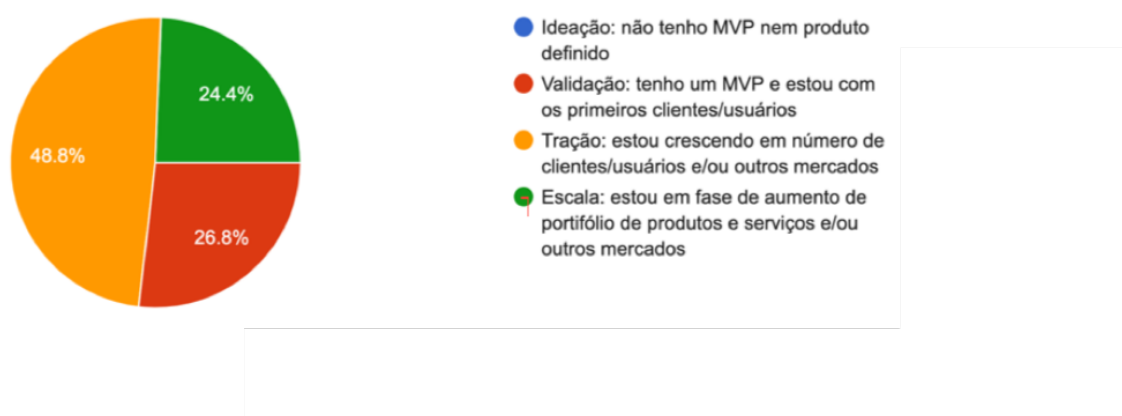 24.4%
48.8%
26.8%
Ideação: não tenho MVP nem produto
definido
Validação: tenho um MVP e estou com
os primeiros clientes/usuários
Tração: estou crescendo em número de
clientes/usuários e/ou outros mercados
Escala: estou em fase de aumento de
portifólio de produtos e serviços e/ou
outros mercados